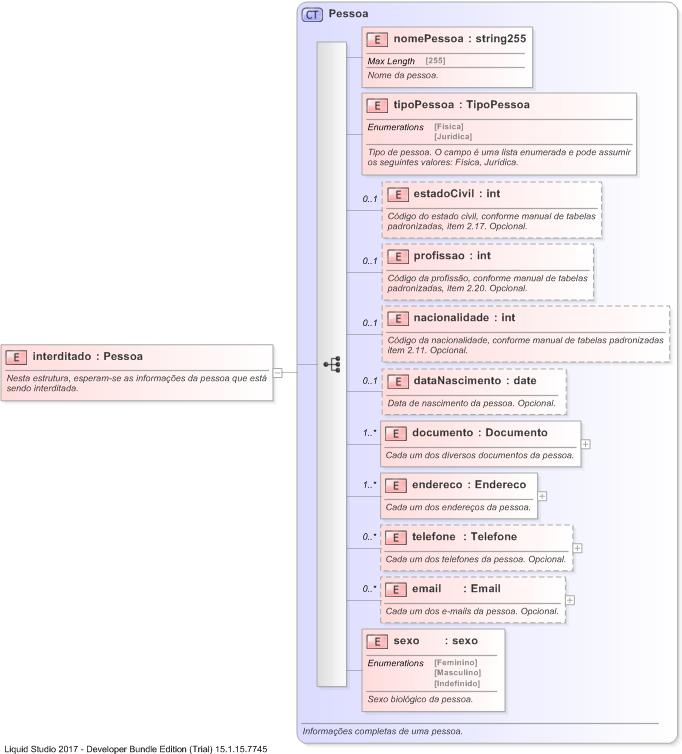 CT Pessoa
E nomePessoa : string255
Max Length [255]
Nome da pessoa.
E tipoPessoa : TipoPessoa
Enumerations [Física]
[Jurídica]
Tipo de pessoa. O campo é uma lista enumerada e pode assumir
os seguintes valores: Física, Jurídica.
0..1 E estadoCivil : int
Código do estado civil, conforme manual de tabelas
padronizadas, item 2.17. Opcional.
0..1 E profissao : int
Código da profissão, conforme manual de tabelas
padronizadas, item 2.20. Opcional.
0..1 E nacionalidade : int
Código da nacionalidade, conforme manual de tabelas padronizadas
item 2.11. Opcional.
E interditado : Pessoa
Nesta estrutura, esperam-se as informações da pessoa que está
sendo interditada.
0..1 E dataNascimento : date
Data de nascimento da pessoa. Opcional.
1..* E documento : Documento
Cada um dos diversos documentos da pessoa.
1..* E endereco : Endereco
Cada um dos endereços da pessoa.
0..* E telefone : Telefone
Cada um dos telefones da pessoa. Opcional.
0..* E email : Email
Cada um dos e-mails da pessoa. Opcional.
E sexo : sexo
Enumerations [Feminino]
[Masculino]
[Indefinido]
Sexo biológico da pessoa.
Informações completas de uma pessoa.
Liquid Studio 2017 - Developer Bundle Edition (Trial) 15.1.15.7745